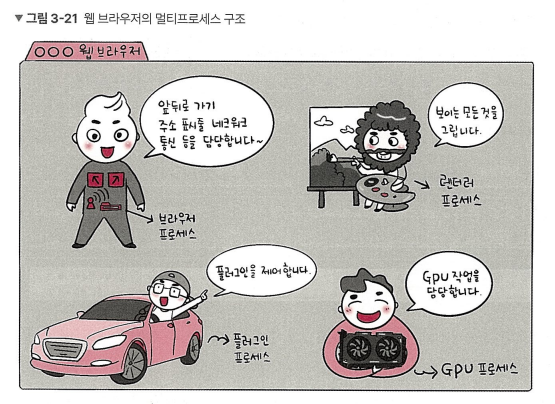 ▼ 그림 3-21 웹 브라우저의 멀티프로세스 구조
○○○ 웹 브라우저
앞뒤로 가기
주소 표시줄 네트워크
통신 등을 담당합니다~
브라우저
프로세스
보이는 모든 것을
그립니다.
렌더러
프로세스
플러그인을 제어합니다.
플러그인
프로세스
GPU 작업을
담당합니다.
GPU 프로세스